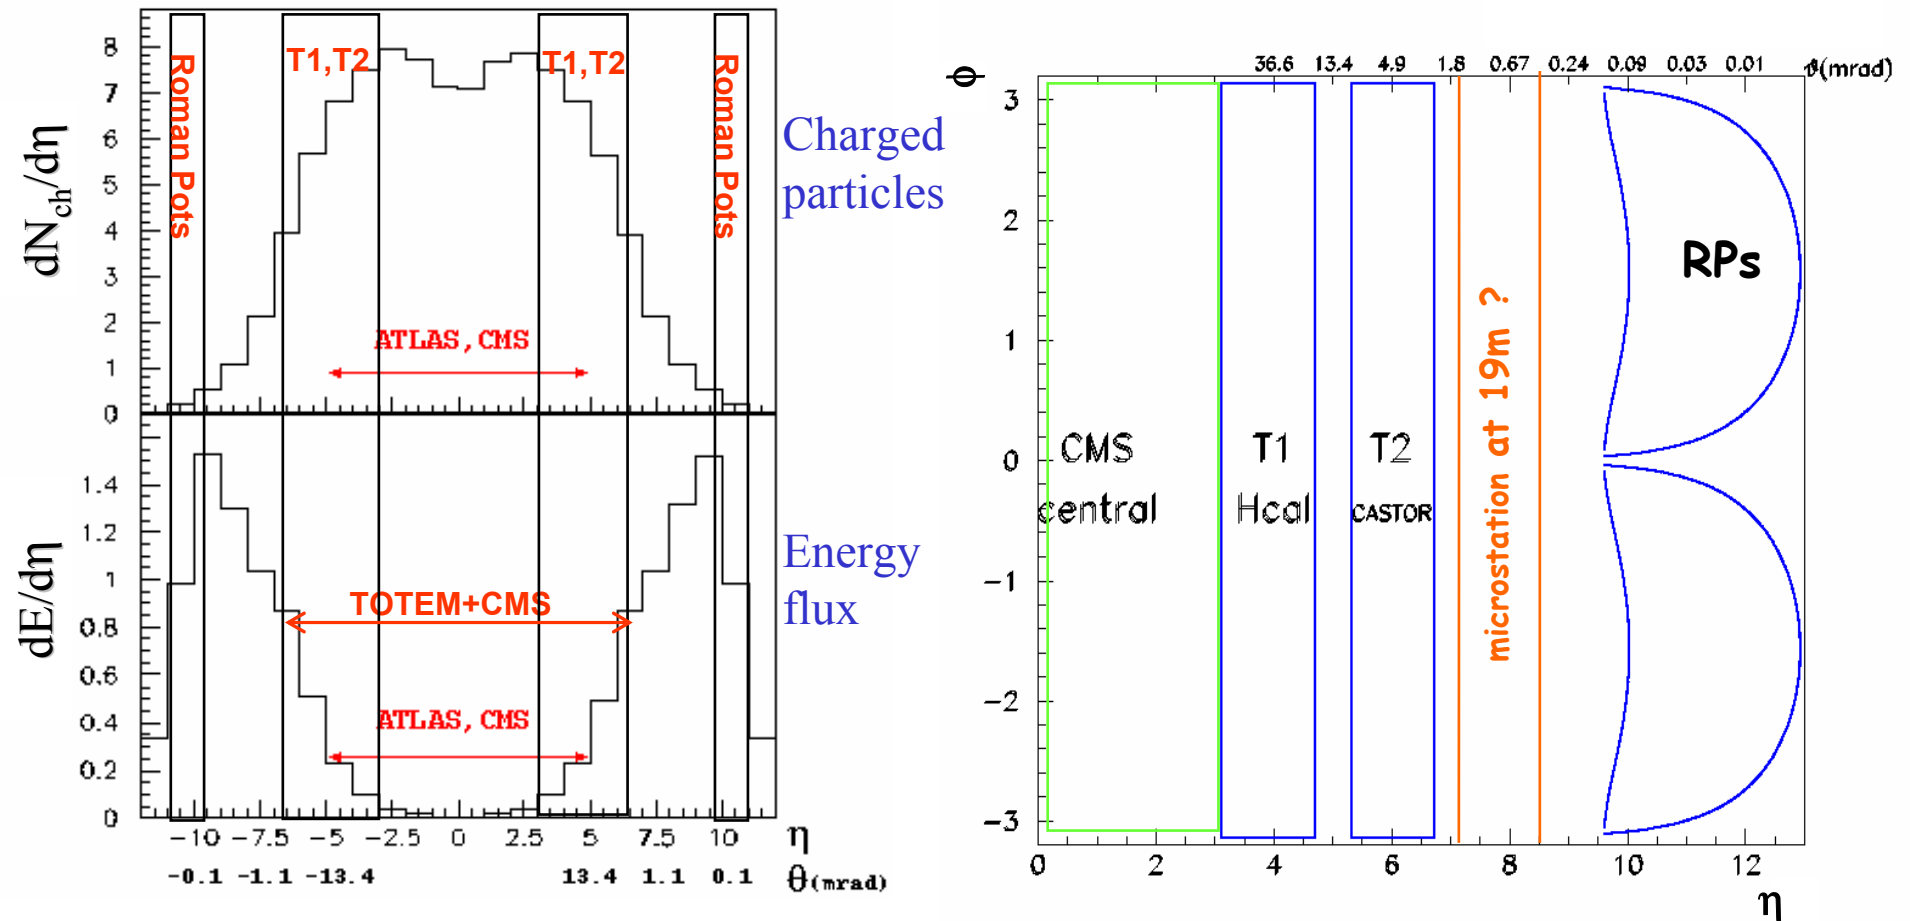 dN_ch/dη
8
7
6
5
4
3
2
1
0
Roman Pots
T1,T2
T1,T2
Roman Pots
ATLAS,CMS
Charged
particles
dE/dη
1.4
1.2
1
0.8
0.6
0.4
0.2
0
TOTEM+CMS
ATLAS,CMS
Energy
flux
-10 -7.5 -5 -2.5 0 2.5 5 7.5 10 η
-0.1 -1.1 -13.4 13.4 1.1 0.1 θ(mrad)
ϕ
36.6 13.4 4.9 1.8 0.67 0.24 0.09 0.03 0.01 ϑ(mrad)
3
2
1
0
-1
-2
-3
CMS
central
T1
Hcal
T2
CASTOR
microstation at 19m ?
RPs
0 2 4 6 8 10 12
η